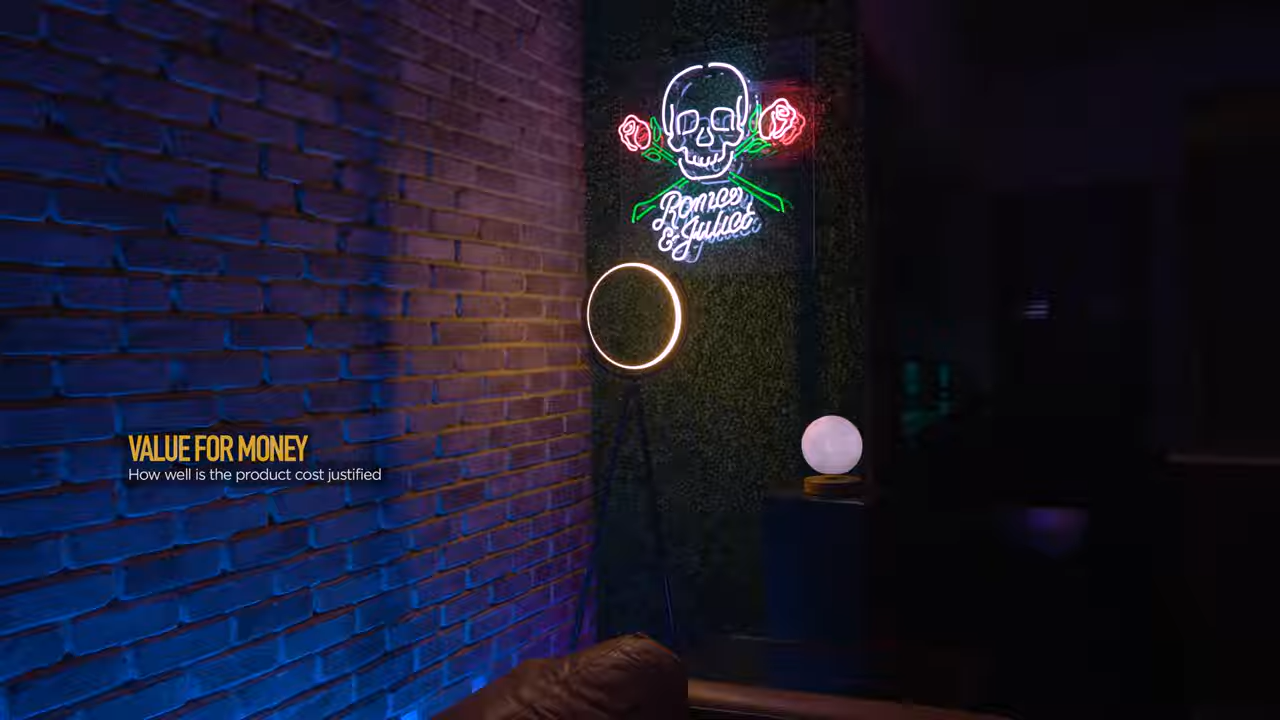 Romeo
& Juliet
VALUE FOR MONEY
How well is the product cost justified